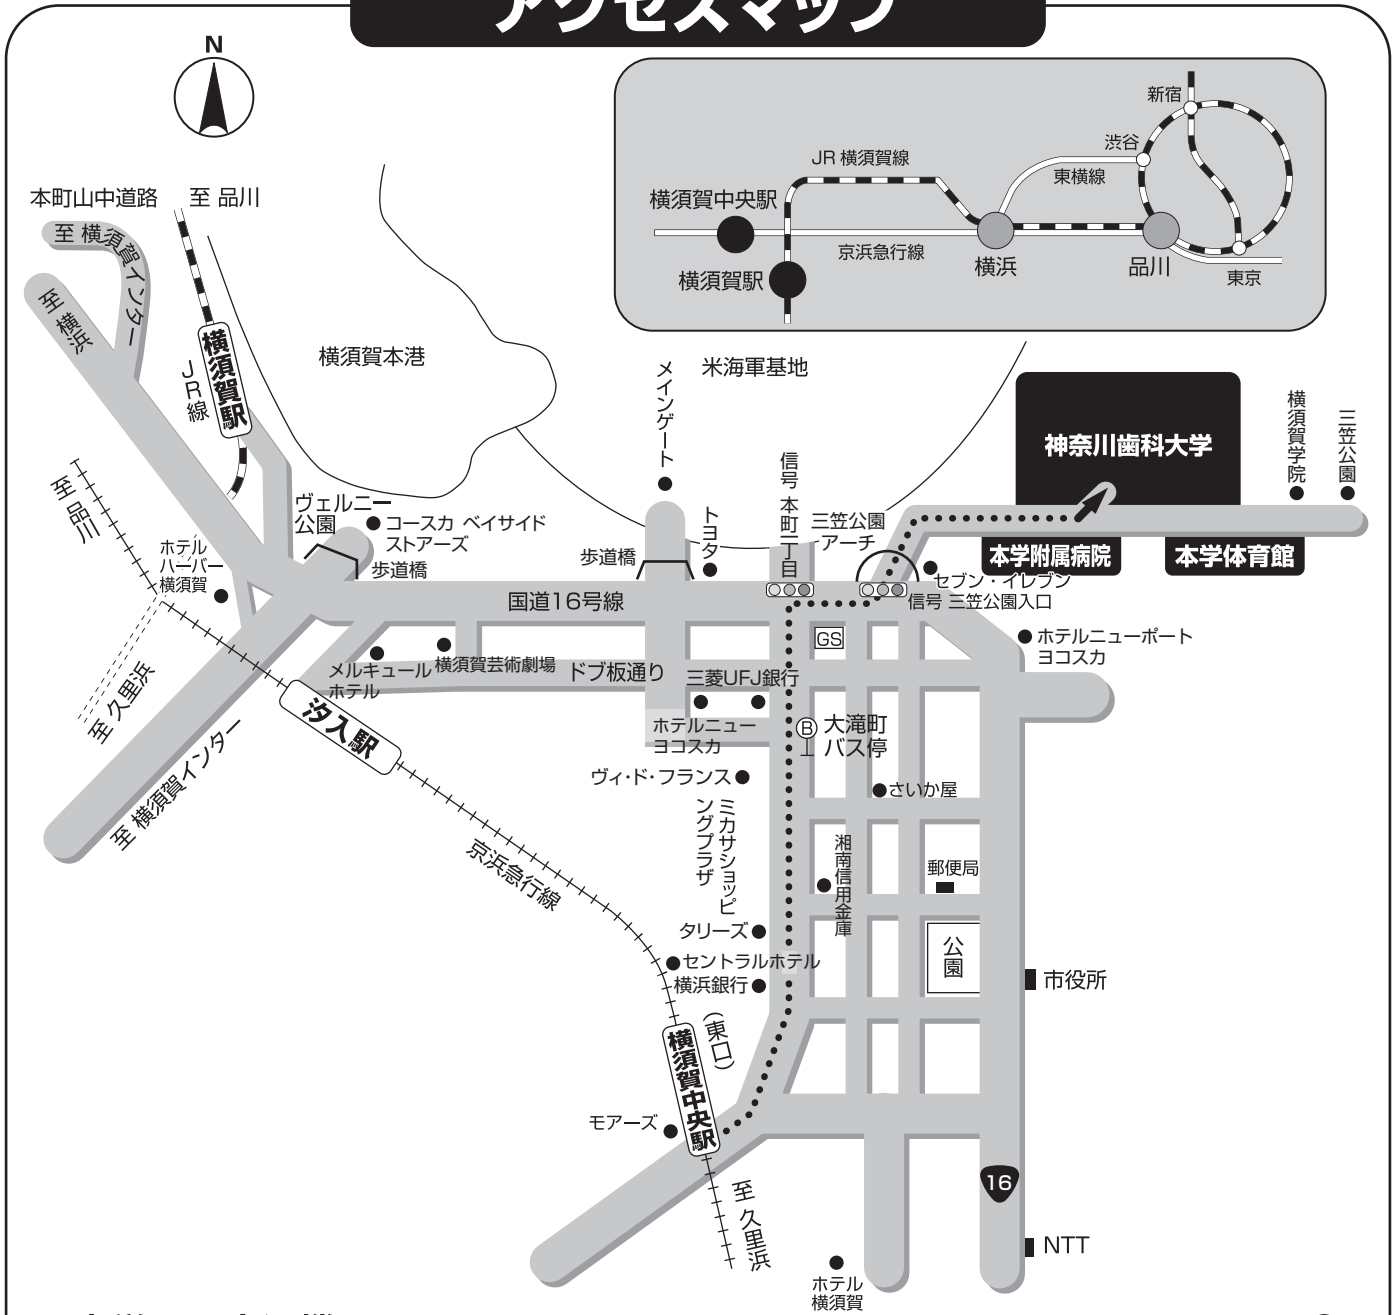 アクセスマップ
N
新宿
渋谷
JR 横須賀線
東横線
横須賀中央駅
京浜急行線
横浜
品川
横須賀駅
東京
本町山中道路
至 品川
至 横須賀インター
至 横浜
横須賀駅
JR線
横須賀本港
米海軍基地
メインゲート
神奈川歯科大学
横須賀学院
三笠公園
至 品川
ヴェルニー
公園
コースカ ベイサイド
ストアーズ
歩道橋
歩道橋
トヨタ
信号 本町一丁目
三笠公園
アーチ
本学附属病院
本学体育館
ホテル
ハーバー
横須賀
セブン・イレブン
信号 三笠公園入口
国道16号線
GS
ホテルニューポート
ヨコスカ
メルキュール
ホテル
横須賀芸術劇場
ドブ板通り
三菱UFJ銀行
至 久里浜
汐入駅
ホテルニュー
ヨコスカ
B
大滝町
バス停
至 横須賀インター
ヴィ・ド・フランス
さいか屋
ミカサショッピ
ングプラザ
湘南信用金庫
郵便局
京浜急行線
タリーズ
公園
セントラルホテル
横浜銀行
市役所
(東口)
横須賀中央駅
モアーズ
至 久里浜
16
NTT
ホテル
横須賀